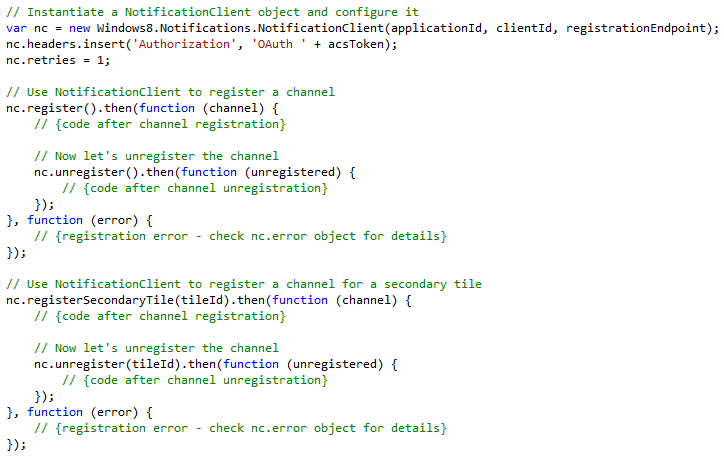 // Instantiate a NotificationClient object and configure it
var nc = new Windows8.Notifications.NotificationClient(applicationId, clientId, registrationEndpoint);
nc.headers.insert('Authorization', 'OAuth ' + acsToken);
nc.retries = 1;

// Use NotificationClient to register a channel
nc.register().then(function (channel) {
    // {code after channel registration}

    // Now let's unregister the channel
    nc.unregister().then(function (unregistered) {
        // {code after channel unregistration}
    });
}, function (error) {
    // {registration error - check nc.error object for details}
});

// Use NotificationClient to register a channel for a secondary tile
nc.registerSecondaryTile(tileId).then(function (channel) {
    // {code after channel registration}

    // Now let's unregister the channel
    nc.unregister(tileId).then(function (unregistered) {
        // {code after channel unregistration}
    });
}, function (error) {
    // {registration error - check nc.error object for details}
});